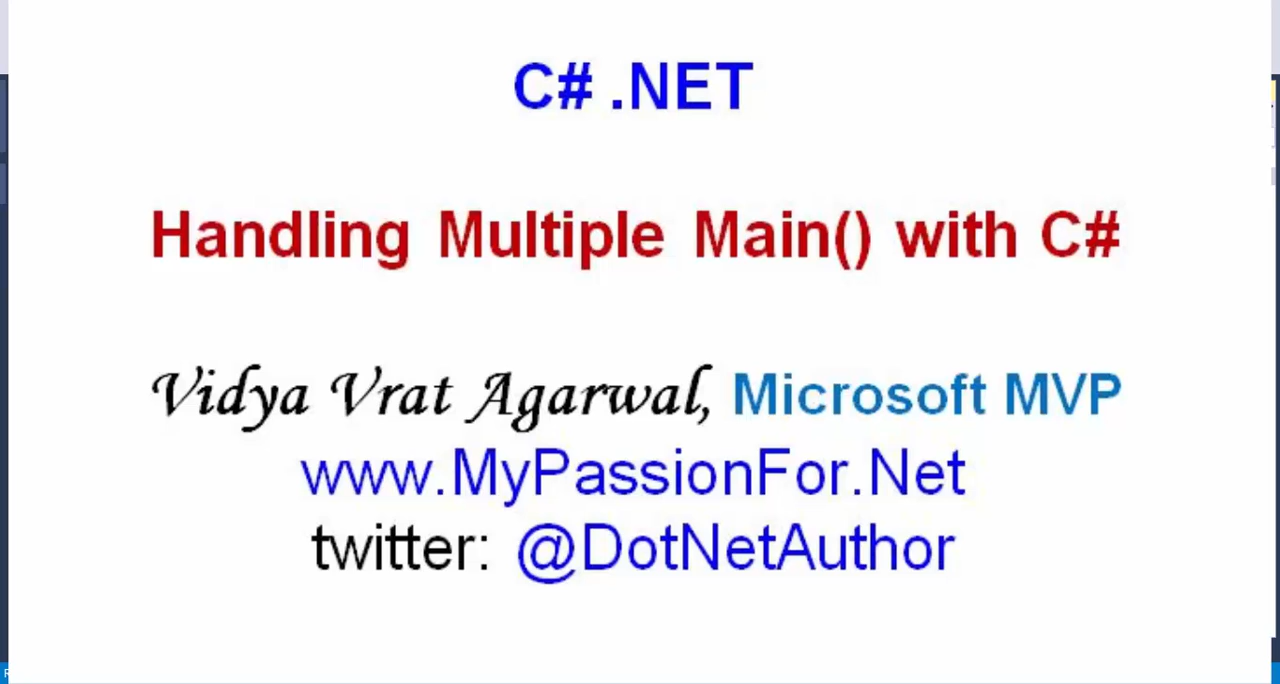 C# .NET
Handling Multiple Main() with C#
Vidya Vrat Agarwal, Microsoft MVP
www.MyPassionFor.Net
twitter: @DotNetAuthor